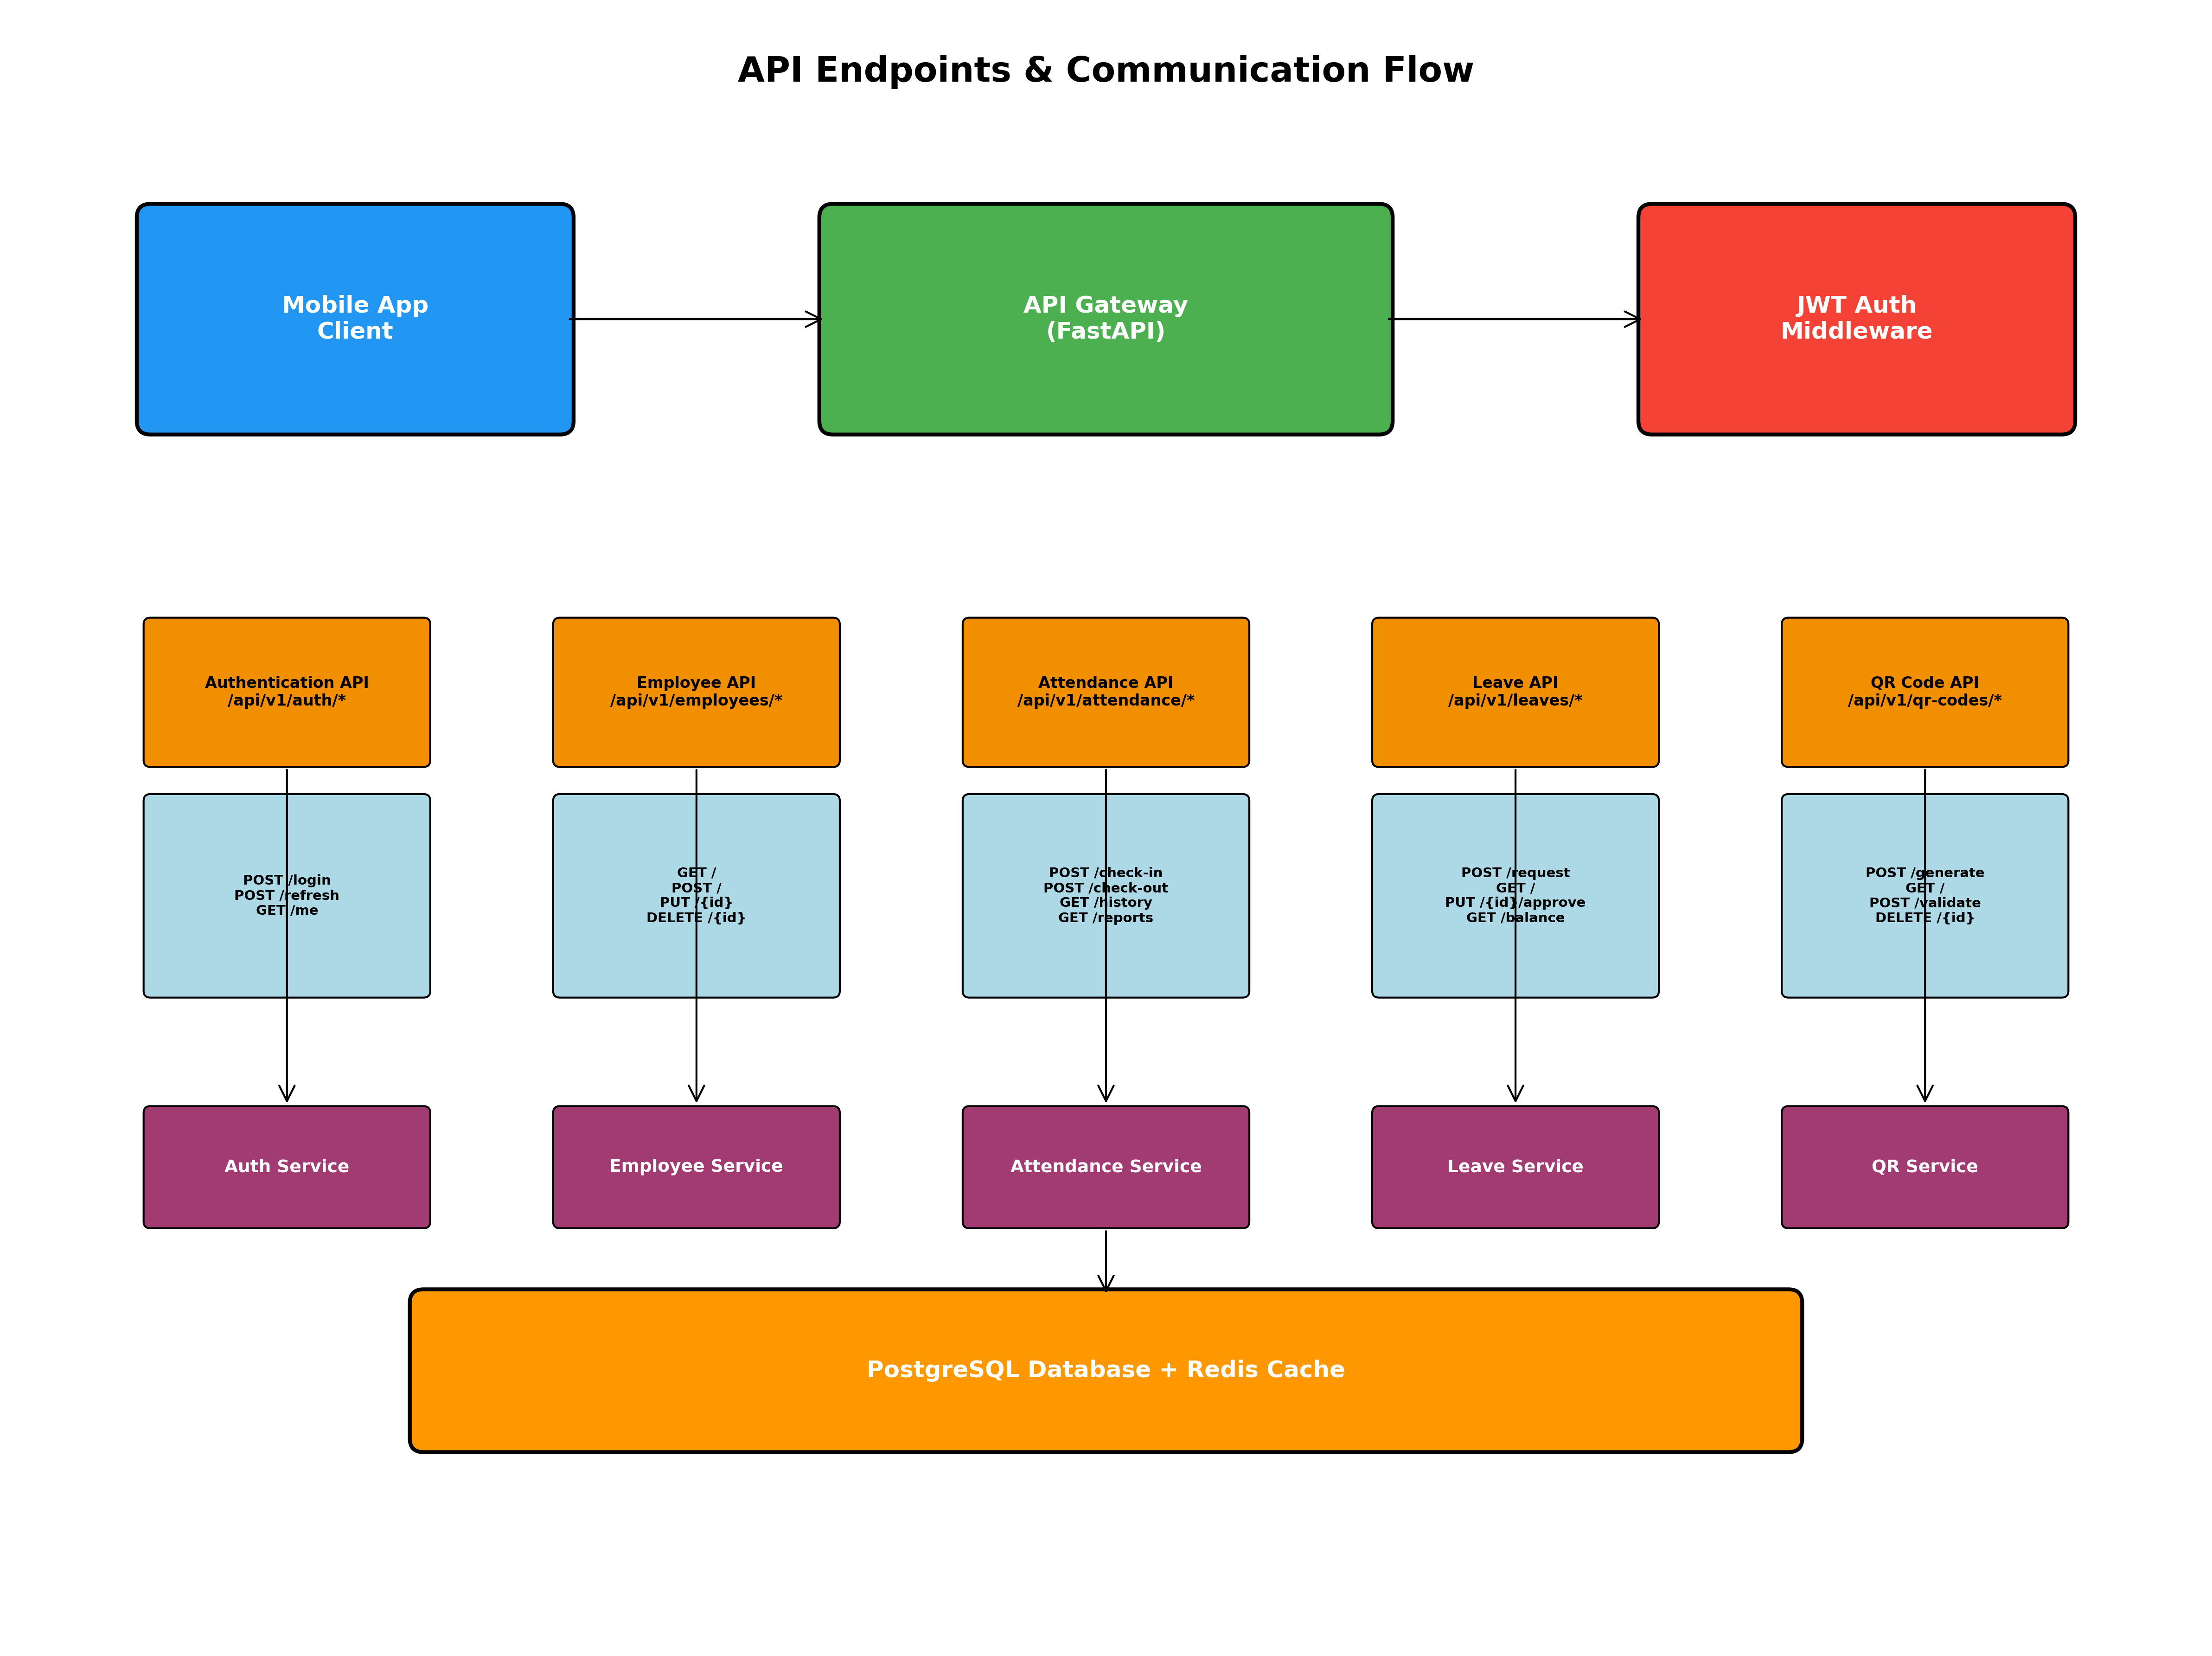 API Endpoints & Communication Flow
Mobile App
Client
API Gateway
(FastAPI)
JWT Auth
Middleware
Authentication API
/api/v1/auth/*
Employee API
/api/v1/employees/*
Attendance API
/api/v1/attendance/*
Leave API
/api/v1/leaves/*
QR Code API
/api/v1/qr-codes/*
POST /login
POST /refresh
GET /me
GET /
POST /
PUT /{id}
DELETE /{id}
POST /check-in
POST /check-out
GET /history
GET /reports
POST /request
GET /
PUT /{id}/approve
GET /balance
POST /generate
GET /
POST /validate
DELETE /{id}
Auth Service
Employee Service
Attendance Service
Leave Service
QR Service
PostgreSQL Database + Redis Cache